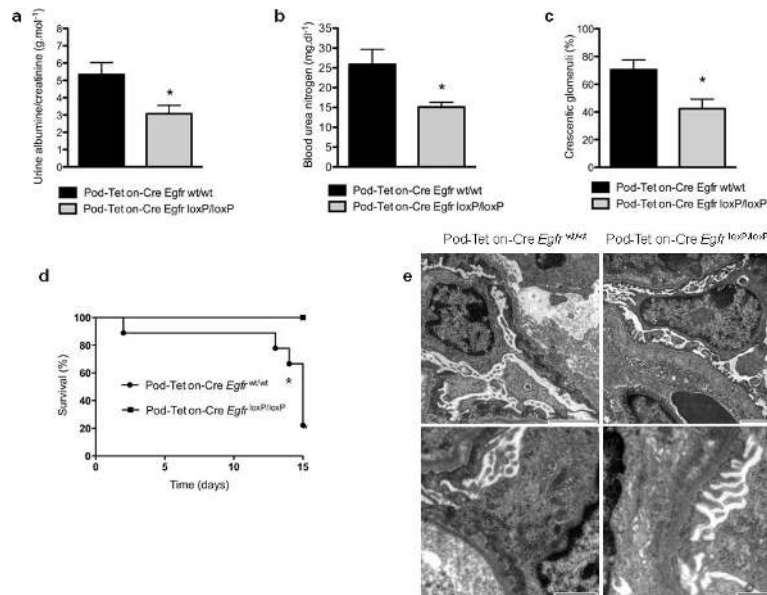 a
Urine albumine/creatinine (g.mol⁻¹)
8
7
6
5
4
3
2
1
0
*
Pod-Tet on-Cre Egfr wt/wt
Pod-Tet on-Cre Egfr loxP/loxP
b
Blood urea nitrogen (mg.dl⁻¹)
35
30
25
20
15
10
5
0
*
Pod-Tet on-Cre Egfr wt/wt
Pod-Tet on-Cre Egfr loxP/loxP
c
Crescentic glomeruli (%)
100
80
60
40
20
0
*
Pod-Tet on-Cre Egfr wt/wt
Pod-Tet on-Cre Egfr loxP/loxP
d
Survival (%)
100
80
60
40
20
0
Pod-Tet on-Cre Egfr wt/wt
*
Pod-Tet on-Cre Egfr loxP/loxP
0
5
10
15
Time (days)
e
Pod-Tet on-Cre Egfr wt/wt
Pod-Tet on-Cre Egfr loxP/loxP